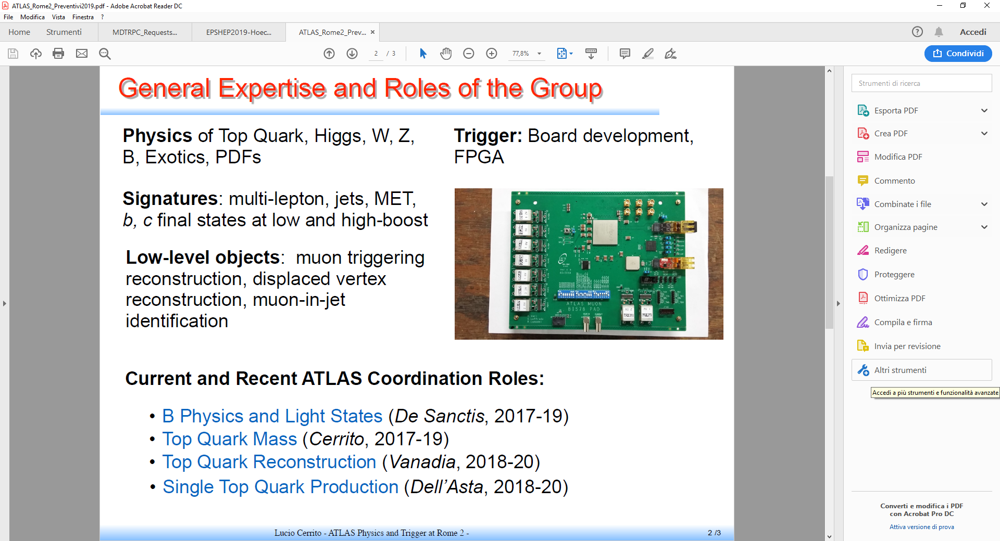 ATLAS_Rome2_Preventivi2019.pdf - Adobe Acrobat Reader DC
File Modifica Vista Finestra ?
Home Strumenti MDTRPC_Requests... EPSHEP2019-Hoec... ATLAS_Rome2_Prev... × Accedi
2 / 3 77,8% Condividi
General Expertise and Roles of the Group
Physics of Top Quark, Higgs, W, Z,
B, Exotics, PDFs
Trigger: Board development,
FPGA
Signatures: multi-lepton, jets, MET,
b, c final states at low and high-boost
Low-level objects: muon triggering
reconstruction, displaced vertex
reconstruction, muon-in-jet
identification
ATLAS MUON
BIS78 PAD
Current and Recent ATLAS Coordination Roles:
• B Physics and Light States (De Sanctis, 2017-19)
• Top Quark Mass (Cerrito, 2017-19)
• Top Quark Reconstruction (Vanadia, 2018-20)
• Single Top Quark Production (Dell’Asta, 2018-20)
Lucio Cerrito - ATLAS Physics and Trigger at Rome 2 -
2 /3
Strumenti di ricerca
Esporta PDF
Crea PDF
Modifica PDF
Commento
Combinate i file
Organizza pagine
Redigere
Proteggere
Ottimizza PDF
Compila e firma
Invia per revisione
Altri strumenti
Accedi a più strumenti e funzionalità avanzate
Converti e modifica i PDF
con Acrobat Pro DC
Attiva versione di prova